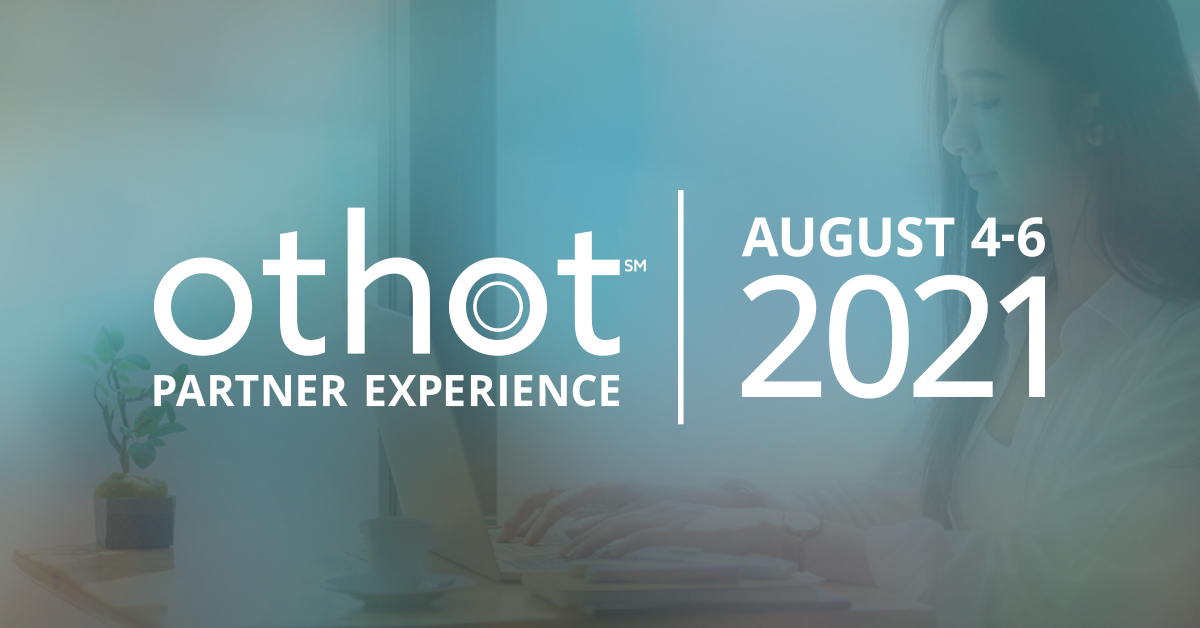 othot℠
PARTNER EXPERIENCE
AUGUST 4-6
2021